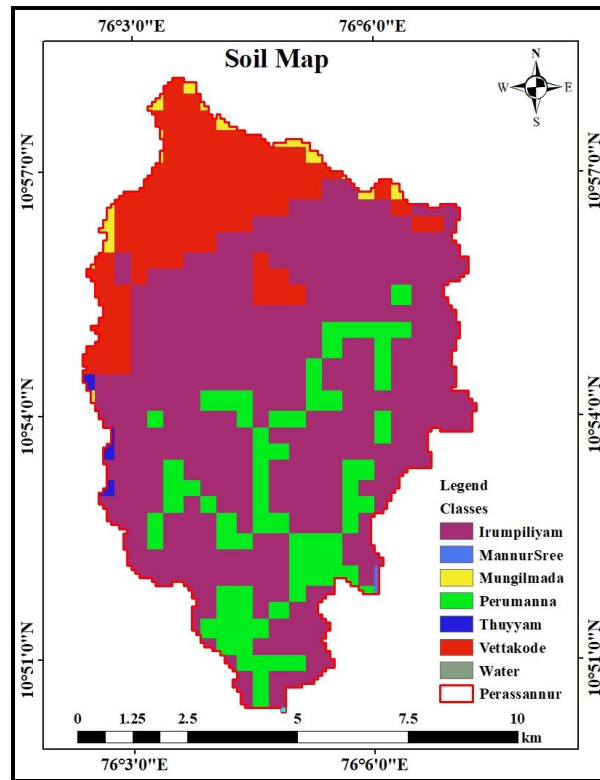 76°3'0"E 76°6'0"E
Soil Map
N
W E
S
10°57'0"N 10°57'0"N
10°54'0"N 10°54'0"N
10°51'0"N 10°51'0"N
Legend
Classes
Irumpiliyam
MannurSree
Mungilmada
Perumanna
Thuyyam
Vettakode
Water
Perassannur
0 1.25 2.5 5 7.5 10
km
76°3'0"E 76°6'0"E